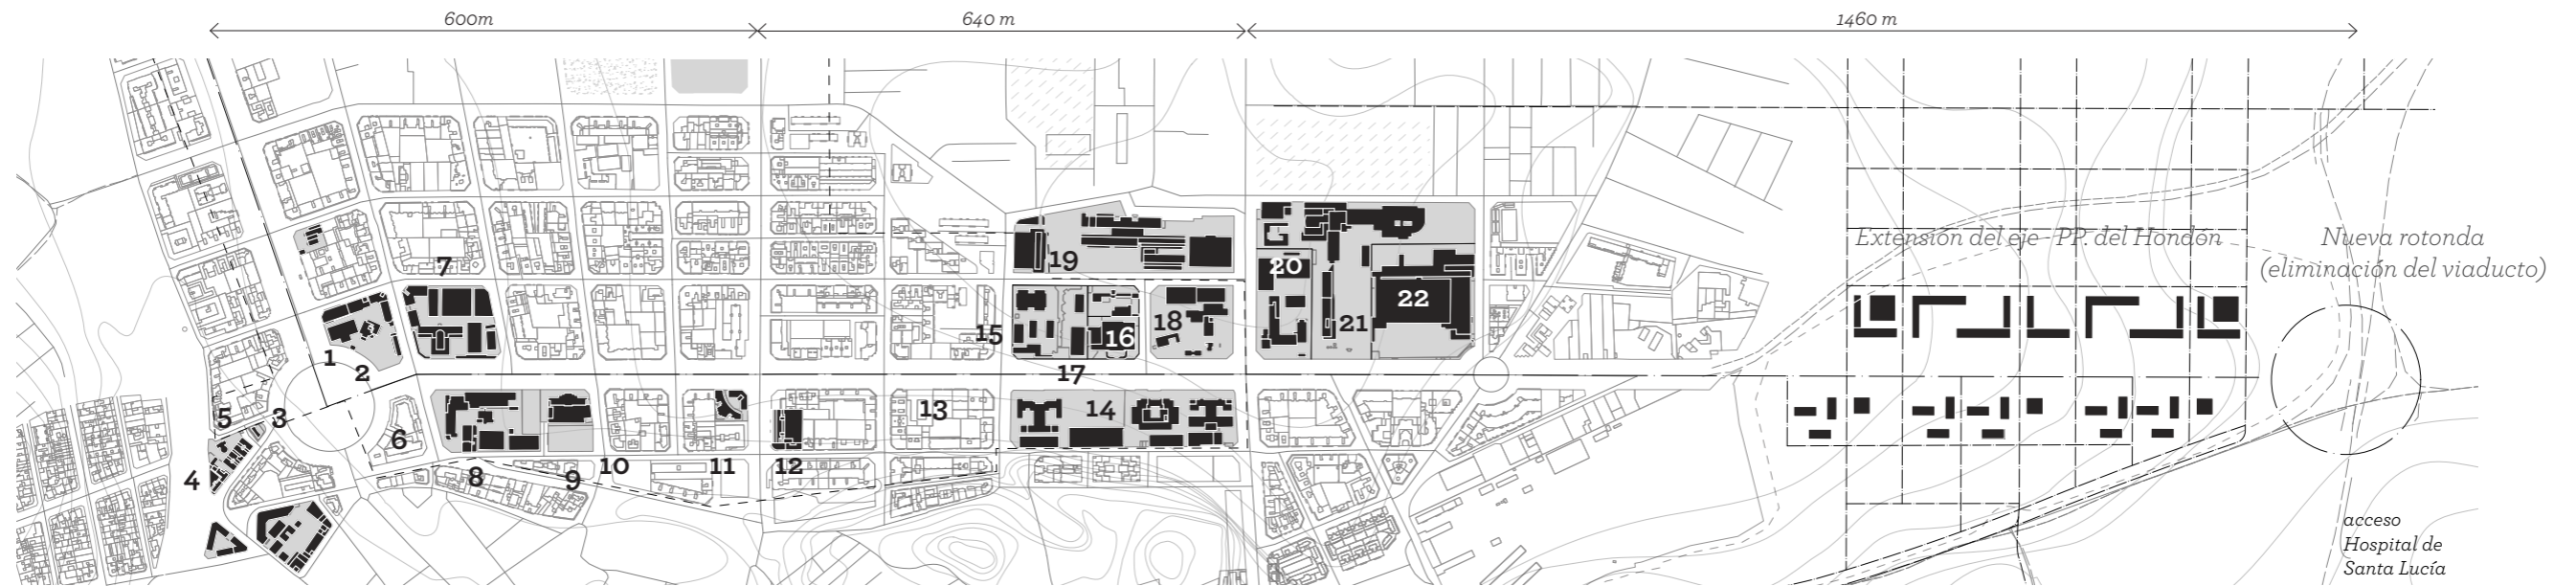 600m
640 m
1460 m
Extensión del eje - PP. del Hondón
Nueva rotonda
(eliminación del viaducto)
7
19
20
22
1
2
15
16
18
21
17
5
3
6
13
14
4
8
9
10
11
12
acceso
Hospital de
Santa Lucía